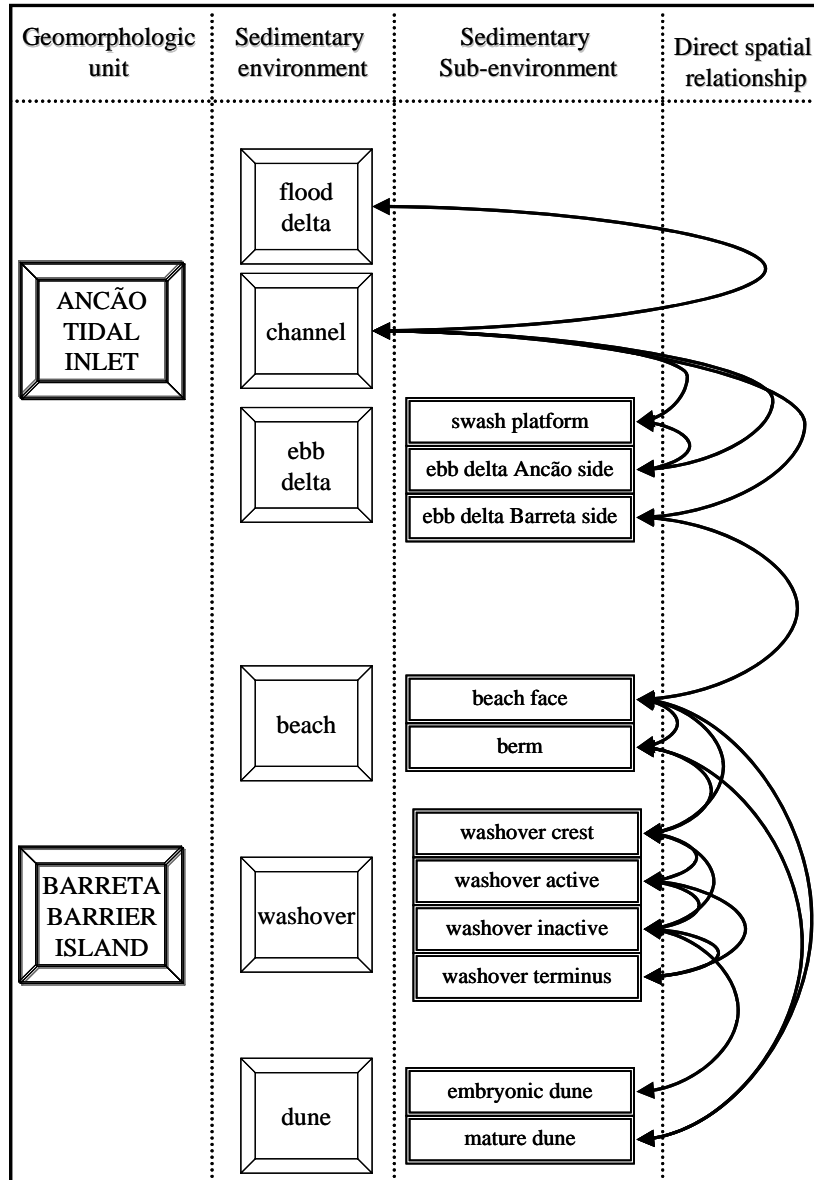 Geomorphologic
unit
Sedimentary
environment
Sedimentary
Sub-environment
Direct spatial
relationship
flood
delta
ANCÃO
TIDAL
INLET
channel
ebb
delta
swash platform
ebb delta Ancão side
ebb delta Barreta side
beach
beach face
berm
BARRETA
BARRIER
ISLAND
washover
washover crest
washover active
washover inactive
washover terminus
dune
embryonic dune
mature dune